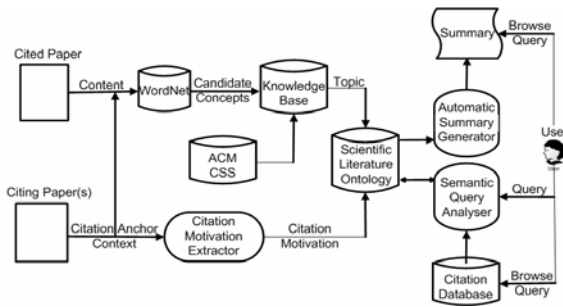 Cited Paper
Content
WordNet
Candidate
Concepts
Knowledge
Base
Topic
ACM
CSS
Scientific
Literature
Ontology
Summary
Browse
Query
Automatic
Summary
Generator
Use
User
Semantic
Query
Analyser
Query
Citing Paper(s)
Citation Anchor
Context
Citation
Motivation
Extractor
Citation
Motivation
Citation
Database
Browse
Query